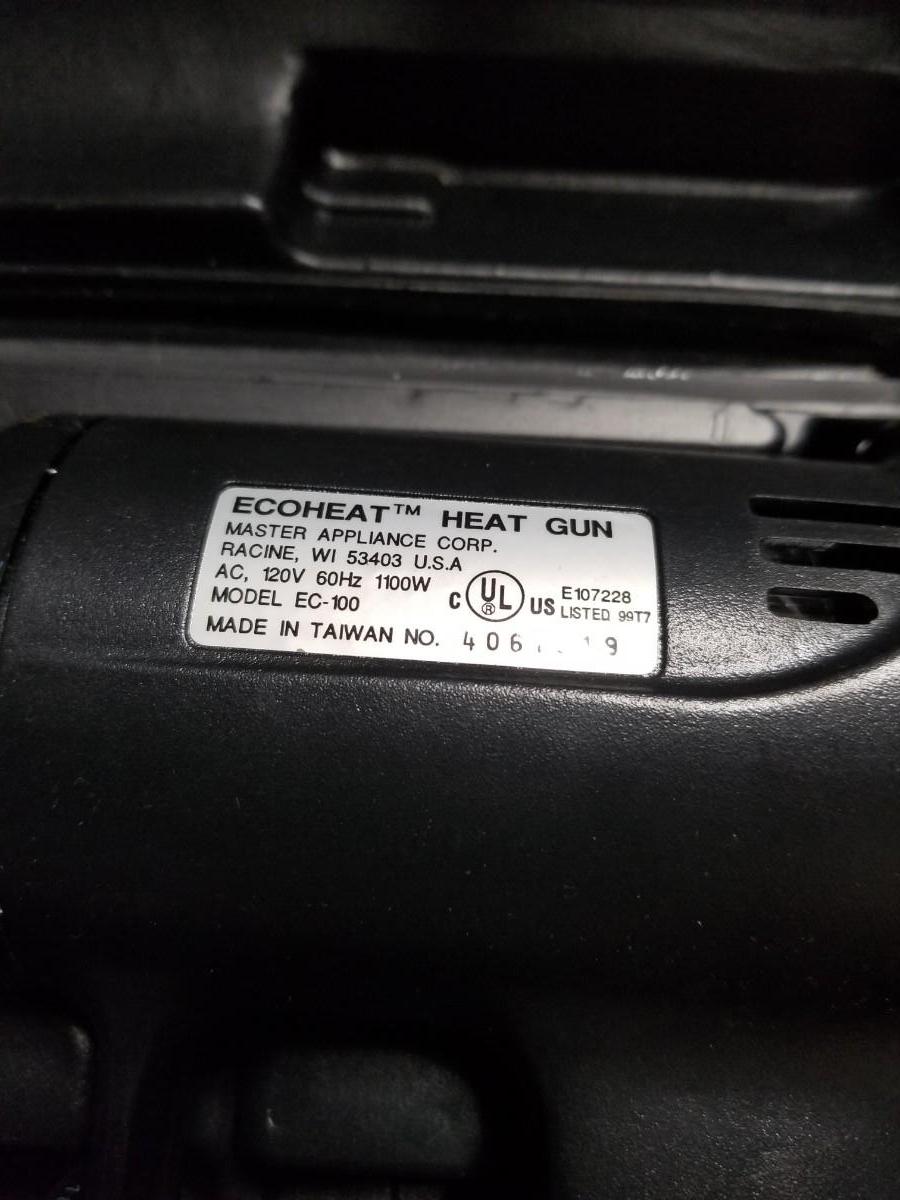 ECOHEAT™ HEAT GUN
MASTER APPLIANCE CORP.
RACINE, WI 53403 U.S.A
AC, 120V 60Hz 1100W
MODEL EC-100
C UL ® US
E107228
LISTED 99T7
MADE IN TAIWAN NO.